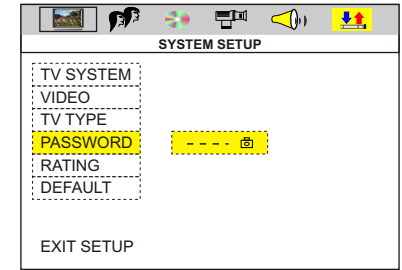 SYSTEM SETUP
TV SYSTEM
VIDEO
TV TYPE
PASSWORD
- - - -
RATING
DEFAULT
EXIT SETUP